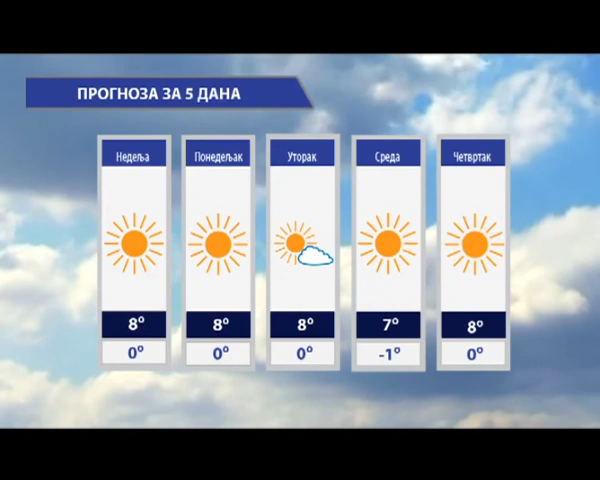 ПРОГНОЗА ЗА 5 ДАНА
Недеља Понедељак Уторак Среда Четвртак
8° 8° 8° 7° 8°
0° 0° 0° -1° 0°